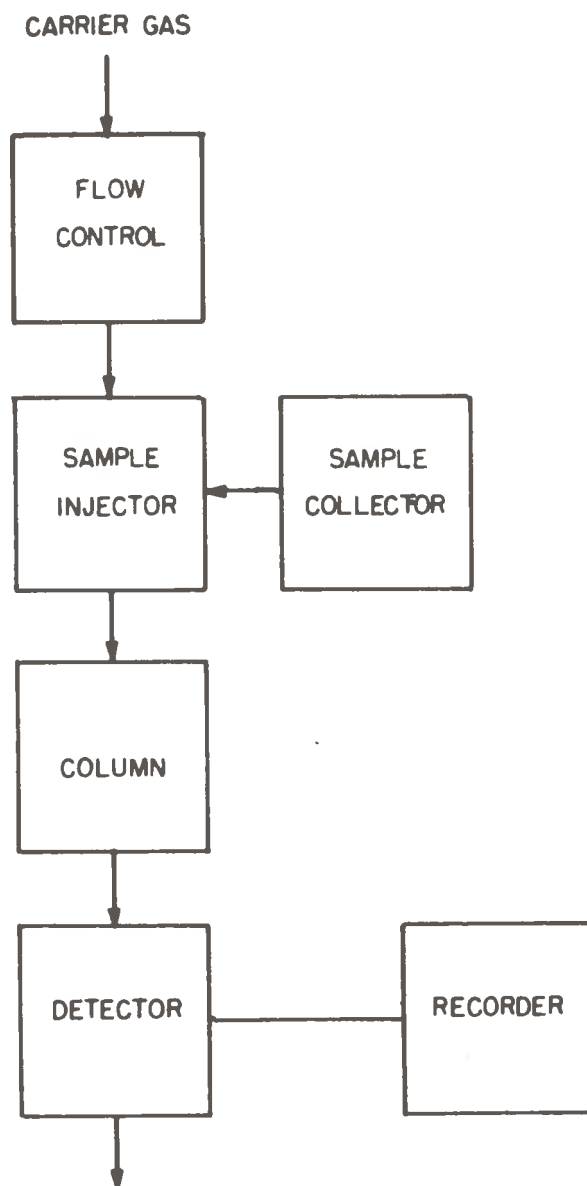 CARRIER GAS
FLOW
CONTROL
SAMPLE
INJECTOR
SAMPLE
COLLECTOR
COLUMN
DETECTOR
RECORDER